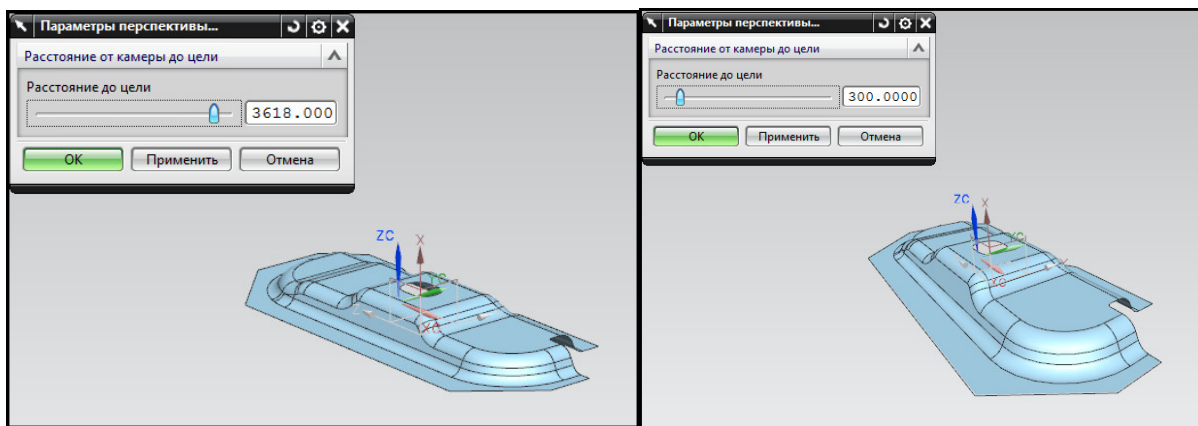 Параметры перспективы...
Расстояние от камеры до цели
Расстояние до цели
3618.000
OK Применить Отмена
ZC X
YC
XC
Параметры перспективы...
Расстояние от камеры до цели
Расстояние до цели
300.0000
OK Применить Отмена
ZC X
YC
XC